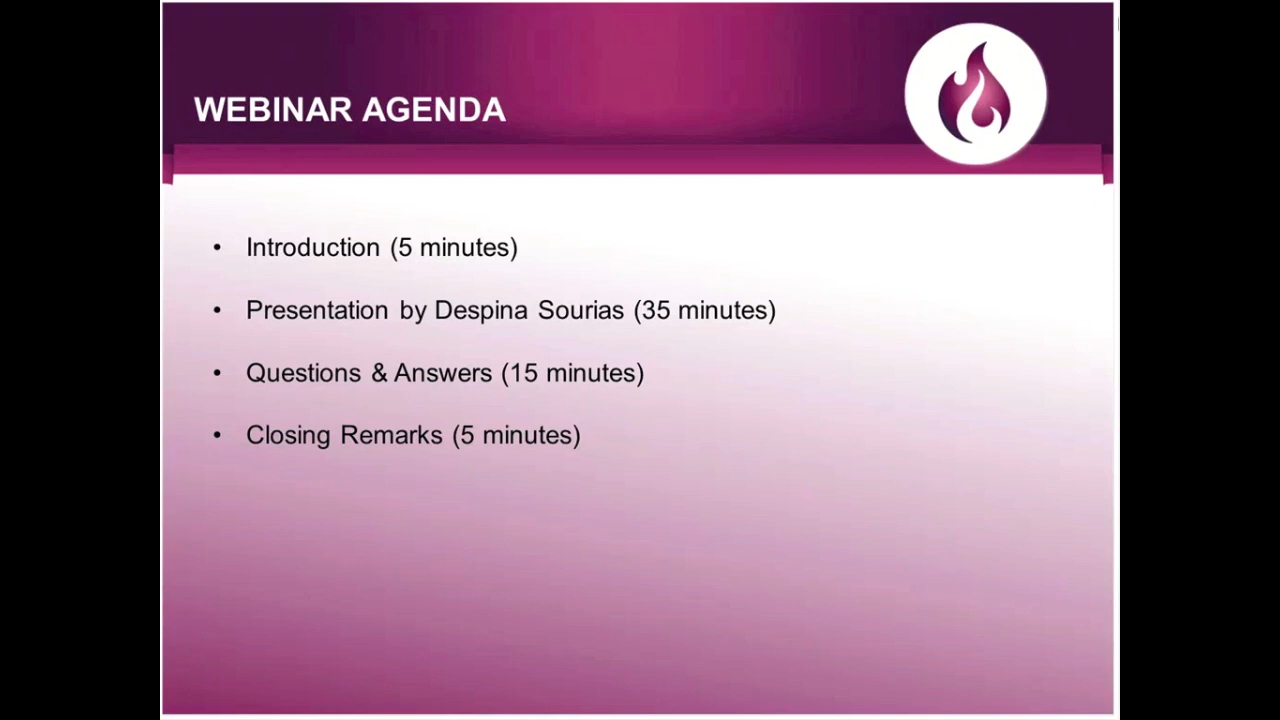 WEBINAR AGENDA
• Introduction (5 minutes)
• Presentation by Despina Sourias (35 minutes)
• Questions & Answers (15 minutes)
• Closing Remarks (5 minutes)